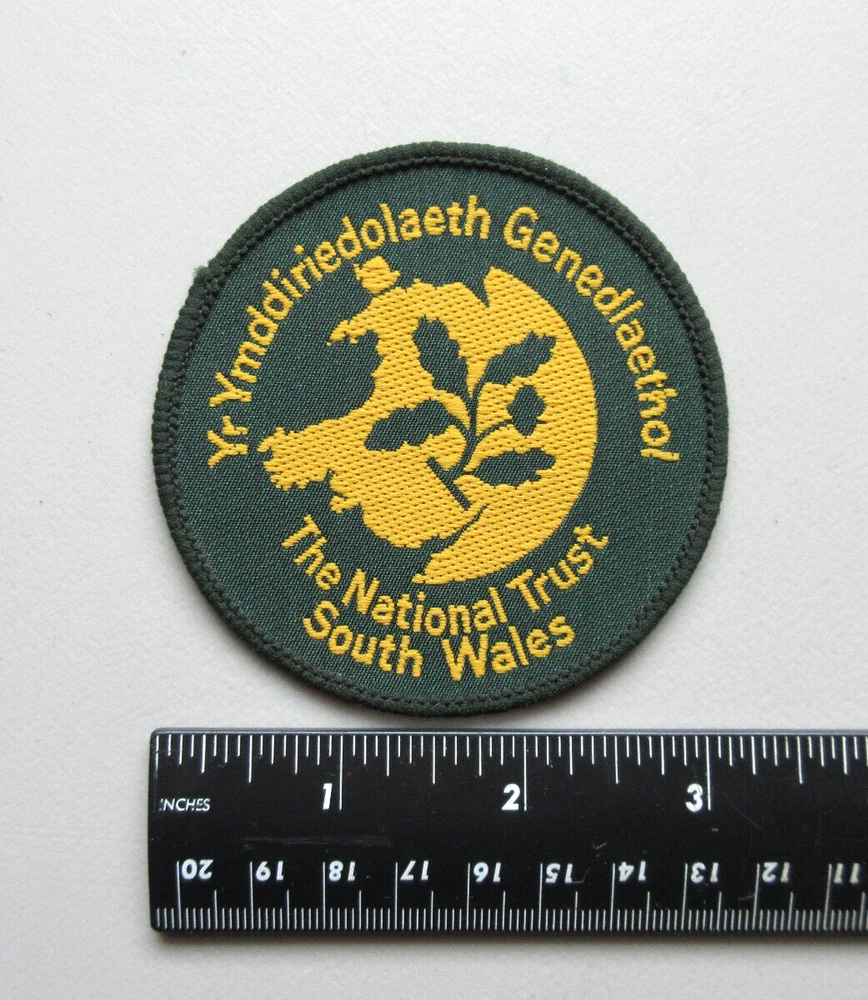 Yr Ymddiriedolaeth Genedlaethol
The National Trust
South Wales
1 2 3
INCHES
20 19 18 17 16 15 14 13 12 11